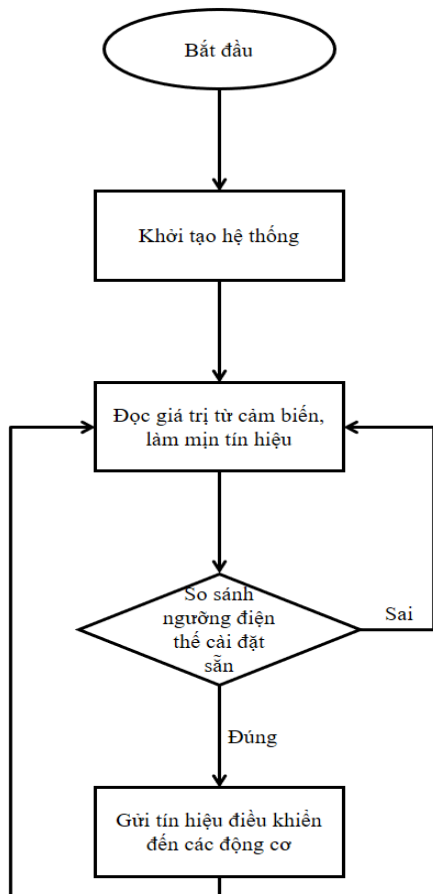 Bắt đầu
Khởi tạo hệ thống
Đọc giá trị từ cảm biến,
làm mịn tín hiệu
So sánh
ngưỡng điện
thế cài đặt
sẵn
Sai
Đúng
Gửi tín hiệu điều khiển
đến các động cơ